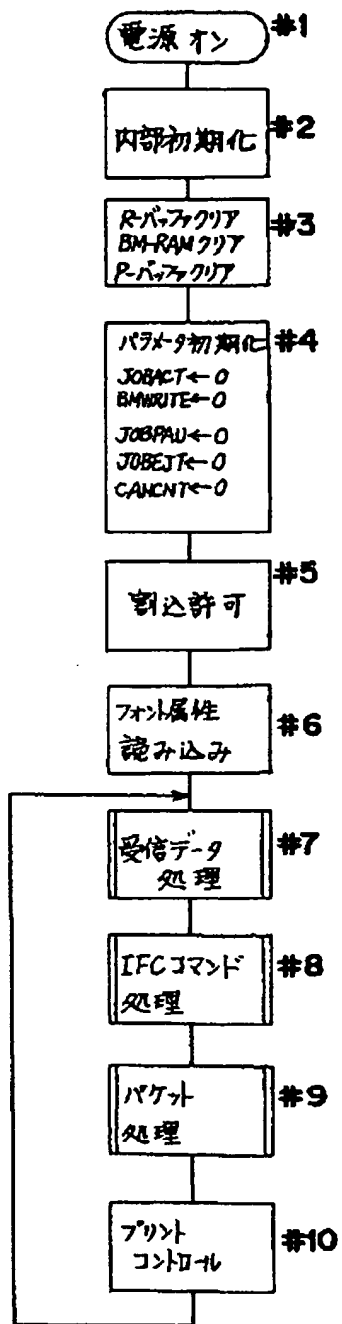 電源オン #1
内部初期化 #2
R-バッファクリア #3
BM-RAMクリア
P-バッファクリア
パラメータ初期化 #4
JOBACT←0
BMWRITE←0
JOBPAU←0
JOBEJT←0
CANCNT←0
割込許可 #5
フォント属性
読み込み #6
受信データ #7
処理
IFCコマンド #8
処理
パケット #9
処理
プリント #10
コントロール